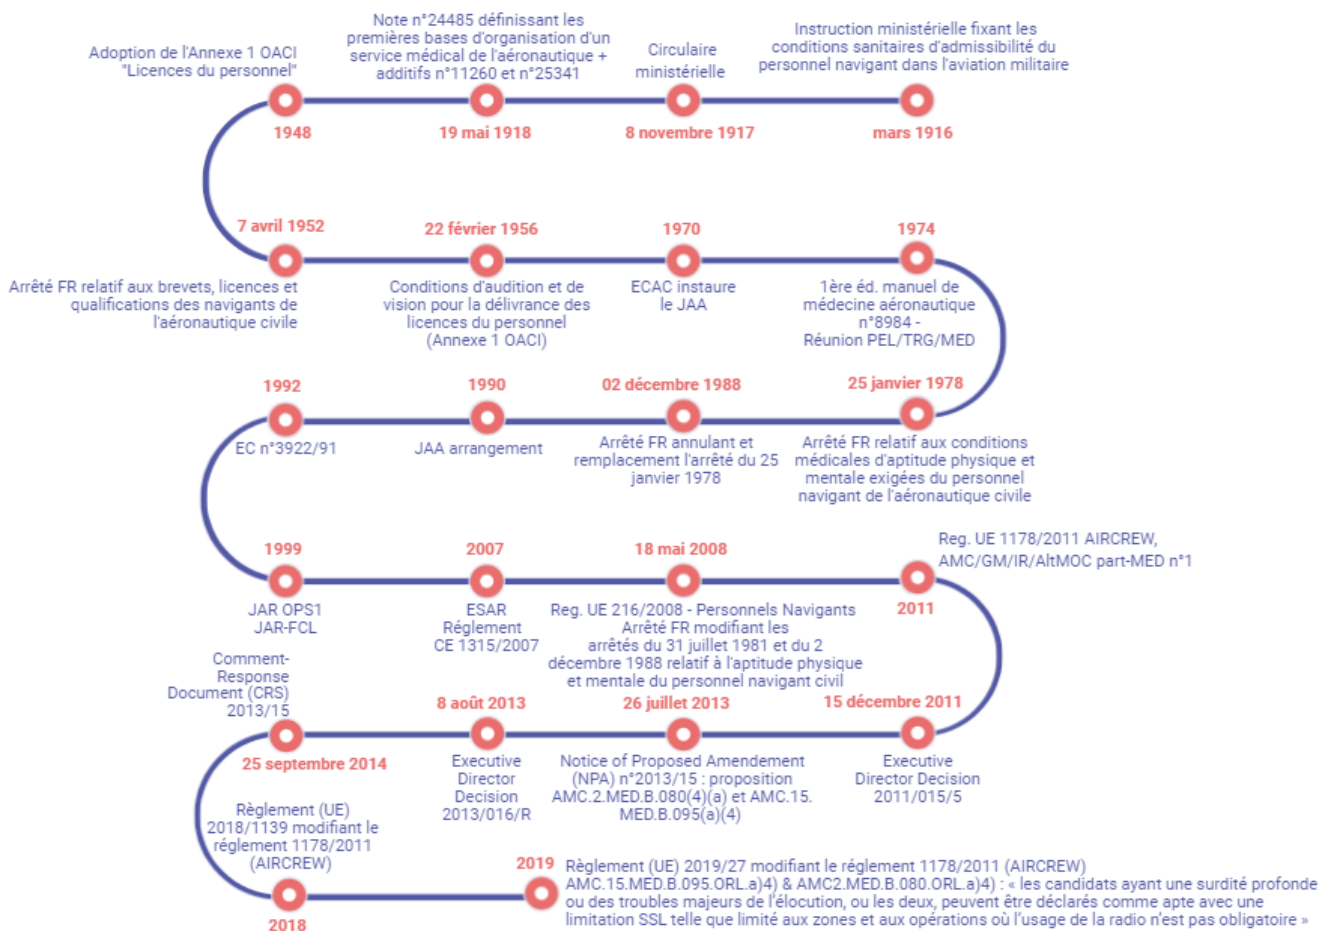 Adoption de l'Annexe 1 OACI
"Licences du personnel"
1948
Note n°24485 définissant les
premières bases d'organisation d'un
service médical de l'aéronautique +
additifs n°11260 et n°25341
19 mai 1918
Circulaire
ministérielle
8 novembre 1917
Instruction ministérielle fixant les
conditions sanitaires d'admissibilité du
personnel navigant dans l'aviation militaire
mars 1916
7 avril 1952
Arrêté FR relatif aux brevets, licences et
qualifications des navigants de
l'aéronautique civile
22 février 1956
Conditions d'audition et de
vision pour la délivrance des
licences du personnel
(Annexe 1 OACI)
1970
ECAC instaure
le JAA
1974
1ère éd. manuel de
médecine aéronautique
n°8984 -
Réunion PEL/TRG/MED
1992
EC n°3922/91
1990
JAA arrangement
02 décembre 1988
Arrêté FR annulant et
remplacement l'arrêté du 25
janvier 1978
25 janvier 1978
Arrêté FR relatif aux conditions
médicales d'aptitude physique et
mentale exigées du personnel
navigant de l'aéronautique civile
1999
JAR OPS1
JAR-FCL
2007
ESAR
Réglement
CE 1315/2007
18 mai 2008
Reg. UE 216/2008 - Personnels Navigants
Arrêté FR modifiant les
arrêtés du 31 juillet 1981 et du 2
décembre 1988 relatif à l'aptitude physique
et mentale du personnel navigant civil
Reg. UE 1178/2011 AIRCREW,
AMC/GM/IR/AltMOC part-MED n°1
2011
Comment-
Response
Document (CRS)
2013/15
25 septembre 2014
8 août 2013
Executive
Director
Decision
2013/016/R
26 juillet 2013
Notice of Proposed Amendement
(NPA) n°2013/15 : proposition
AMC.2.MED.B.080(4)(a) et AMC.15.
MED.B.095(a)(4)
15 décembre 2011
Executive
Director Decision
2011/015/5
Règlement (UE)
2018/1139 modifiant le
réglement 1178/2011
(AIRCREW)
2018
2019
Règlement (UE) 2019/27 modifiant le réglement 1178/2011 (AIRCREW)
AMC.15.MED.B.095.ORL.a)4) & AMC2.MED.B.080.ORL.a)4) : « les candidats ayant une surdité profonde
ou des troubles majeurs de l'élocution, ou les deux, peuvent être déclarés comme apte avec une
limitation SSL telle que limité aux zones et aux opérations où l'usage de la radio n'est pas obligatoire »